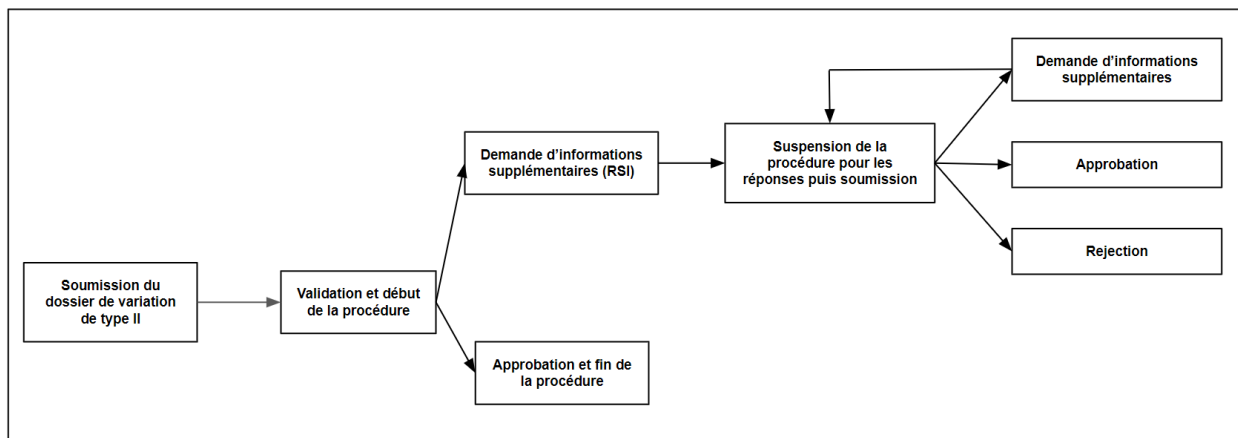 Soumission du
dossier de variation
de type II
Validation et début
de la procédure
Demande d’informations
supplémentaires (RSI)
Approbation et fin de
la procédure
Suspension de la
procédure pour les
réponses puis soumission
Demande d’informations
supplémentaires
Approbation
Rejection